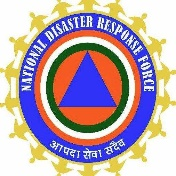 NATIONAL DISASTER RESPONSE FORCE
आपदा सेवा सदैव